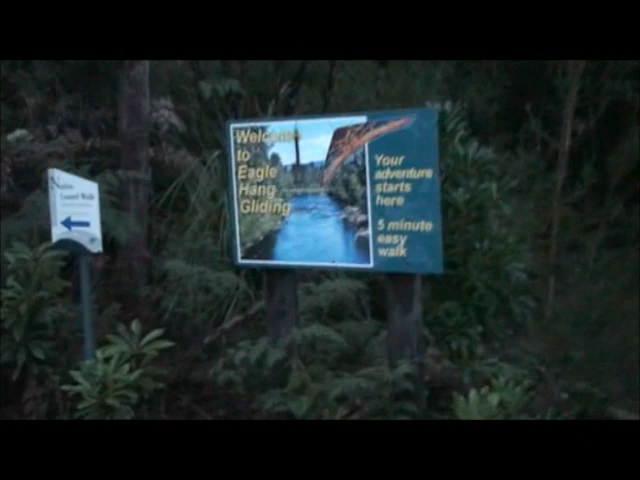 Welcome
to
Eagle
Hang
Gliding
Your
adventure
starts
here
5 minute
easy
walk